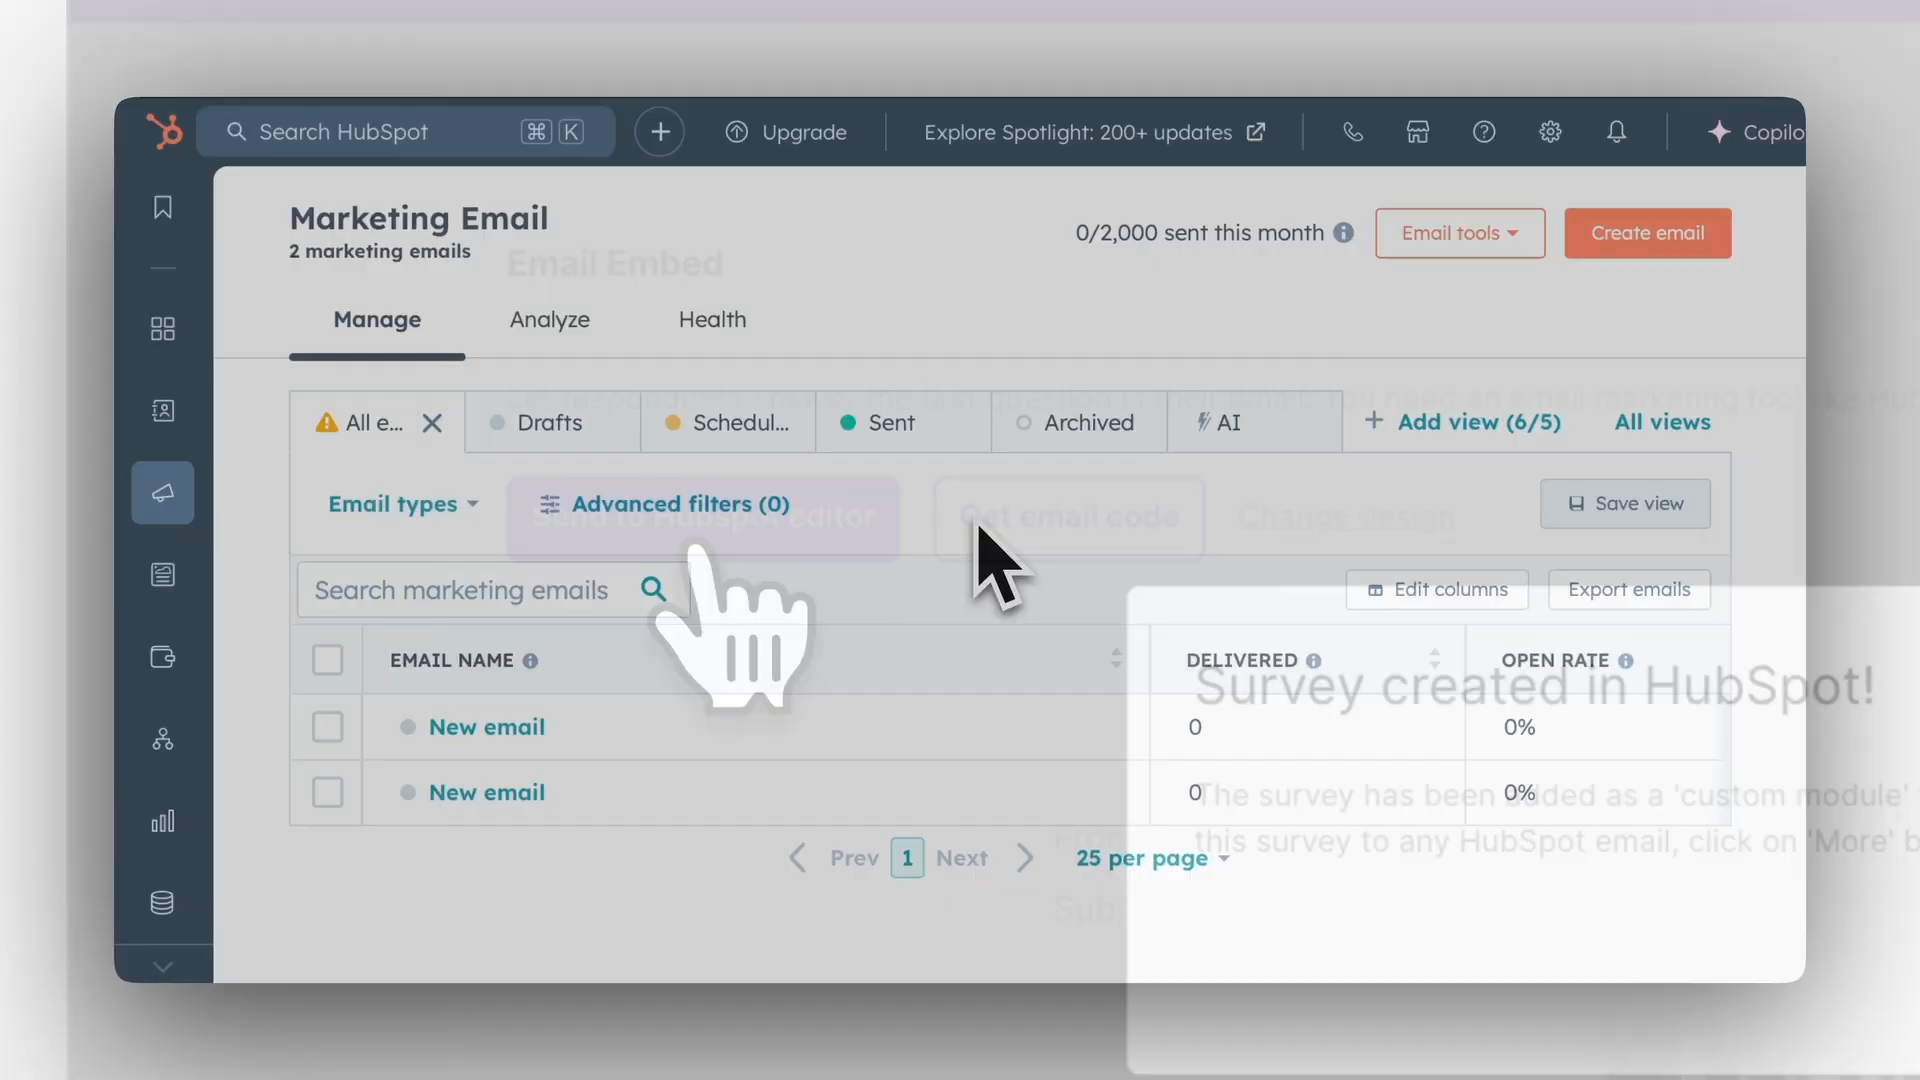 Search HubSpot ⌘ K
Upgrade
Explore Spotlight: 200+ updates
Copilo
Marketing Email
2 marketing emails
0/2,000 sent this month
Email tools
Create email
Email Embed
Manage
Analyze
Health
All e...
Drafts
Schedul...
Sent
Archived
AI
+ Add view (6/5)
All views
Email types
Advanced filters (0)
Save view
Send to Hubspot editor
Get email code
Change design
Search marketing emails
Edit columns
Export emails
EMAIL NAME
DELIVERED
OPEN RATE
Survey created in HubSpot!
New email
0
0%
New email
0
0%
The survey has been added as a 'custom module'
this survey to any HubSpot email, click on 'More' b
Prev
1
Next
25 per page